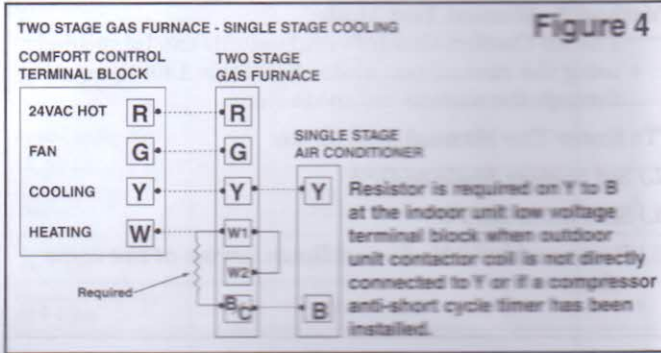 TWO STAGE GAS FURNACE - SINGLE STAGE COOLING
Figure 4
COMFORT CONTROL
TERMINAL BLOCK
TWO STAGE
GAS FURNACE
24VAC HOT R R
FAN G G
SINGLE STAGE
AIR CONDITIONER
COOLING Y Y Y
HEATING W W1
W2
Required
B/C B
Resistor is required on Y to B
at the indoor unit low voltage
terminal block when outdoor
unit contactor coil is not directly
connected to Y or if a compressor
anti-short cycle timer has been
installed.